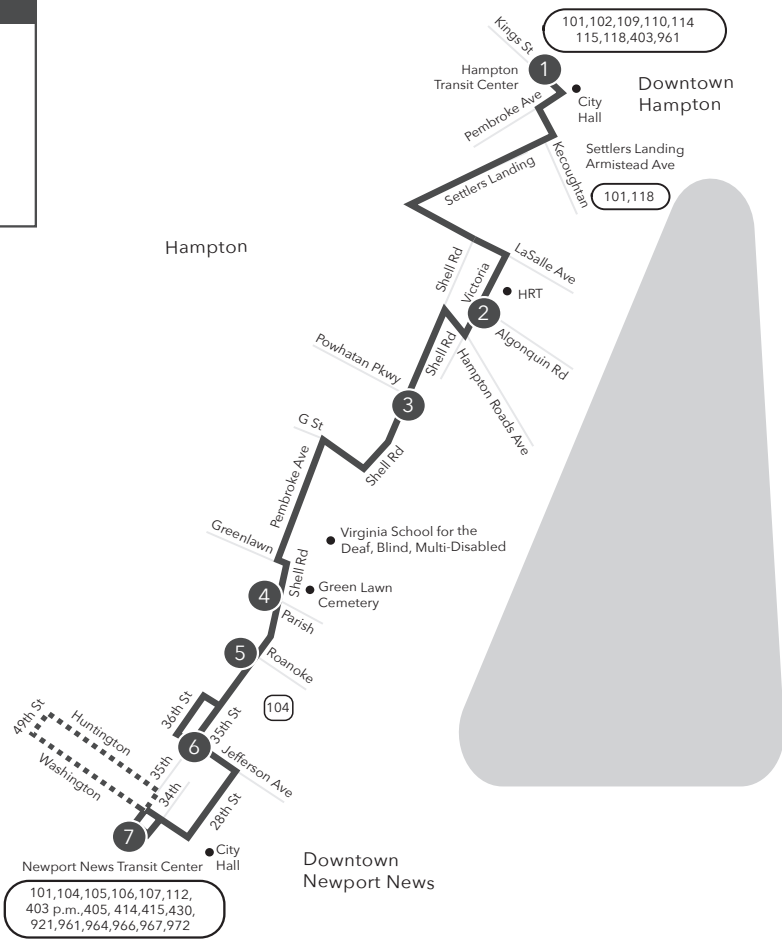 Kings St
101,102,109,110,114
115,118,403,961
1
Hampton
Transit Center
City
Hall
Downtown
Hampton
Pembroke Ave
Kecoughtan
Settlers Landing
Armistead Ave
101,118
Settlers Landing
Hampton
Shell Rd
Victoria
LaSalle Ave
HRT
2
Algonquin Rd
Shell Rd
Hampton Roads Ave
Powhatan Pkwy
3
G St
Shell Rd
Pembroke Ave
Greenlawn
Virginia School for the
Deaf, Blind, Multi-Disabled
Shell Rd
4
Green Lawn
Cemetery
Parish
5
Roanoke
104
36th St
35th St
49th St
Huntington
6
Jefferson Ave
Washington
35th
34th
28th St
7
City
Hall
Newport News Transit Center
Downtown
Newport News
101,104,105,106,107,112,
403 p.m.,405, 414,415,430,
921,961,964,966,967,972